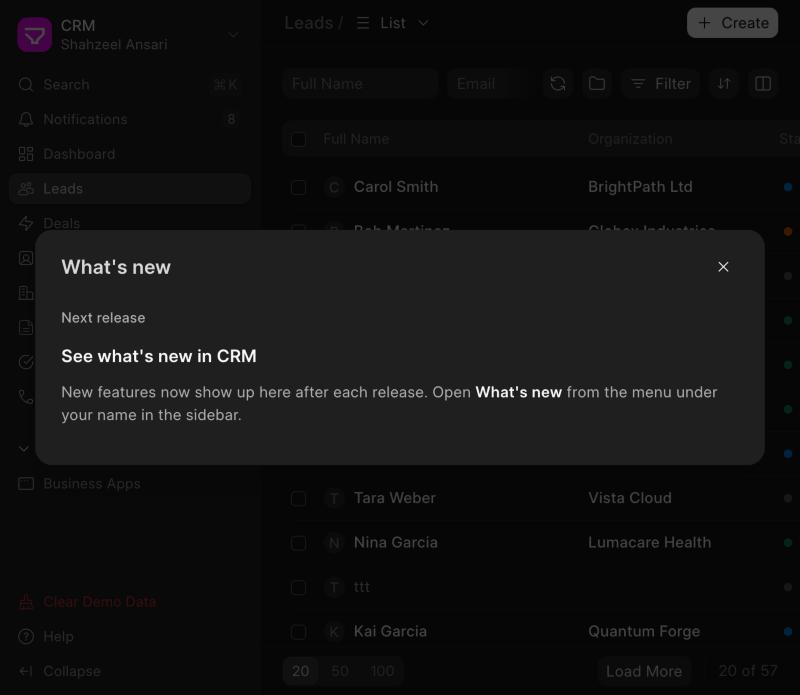 CRM
Shahzeel Ansari
Search ⌘K
Notifications 8
Dashboard
Leads
Deals
Business Apps
Clear Demo Data
Help
Collapse
Leads / List
Create
Full Name Email Filter
Full Name Organization Sta
C Carol Smith BrightPath Ltd
What's new
Next release
See what's new in CRM
New features now show up here after each release. Open What's new from the menu under
your name in the sidebar.
T Tara Weber Vista Cloud
N Nina Garcia Lumacare Health
T ttt
K Kai Garcia Quantum Forge
20 50 100 Load More 20 of 57